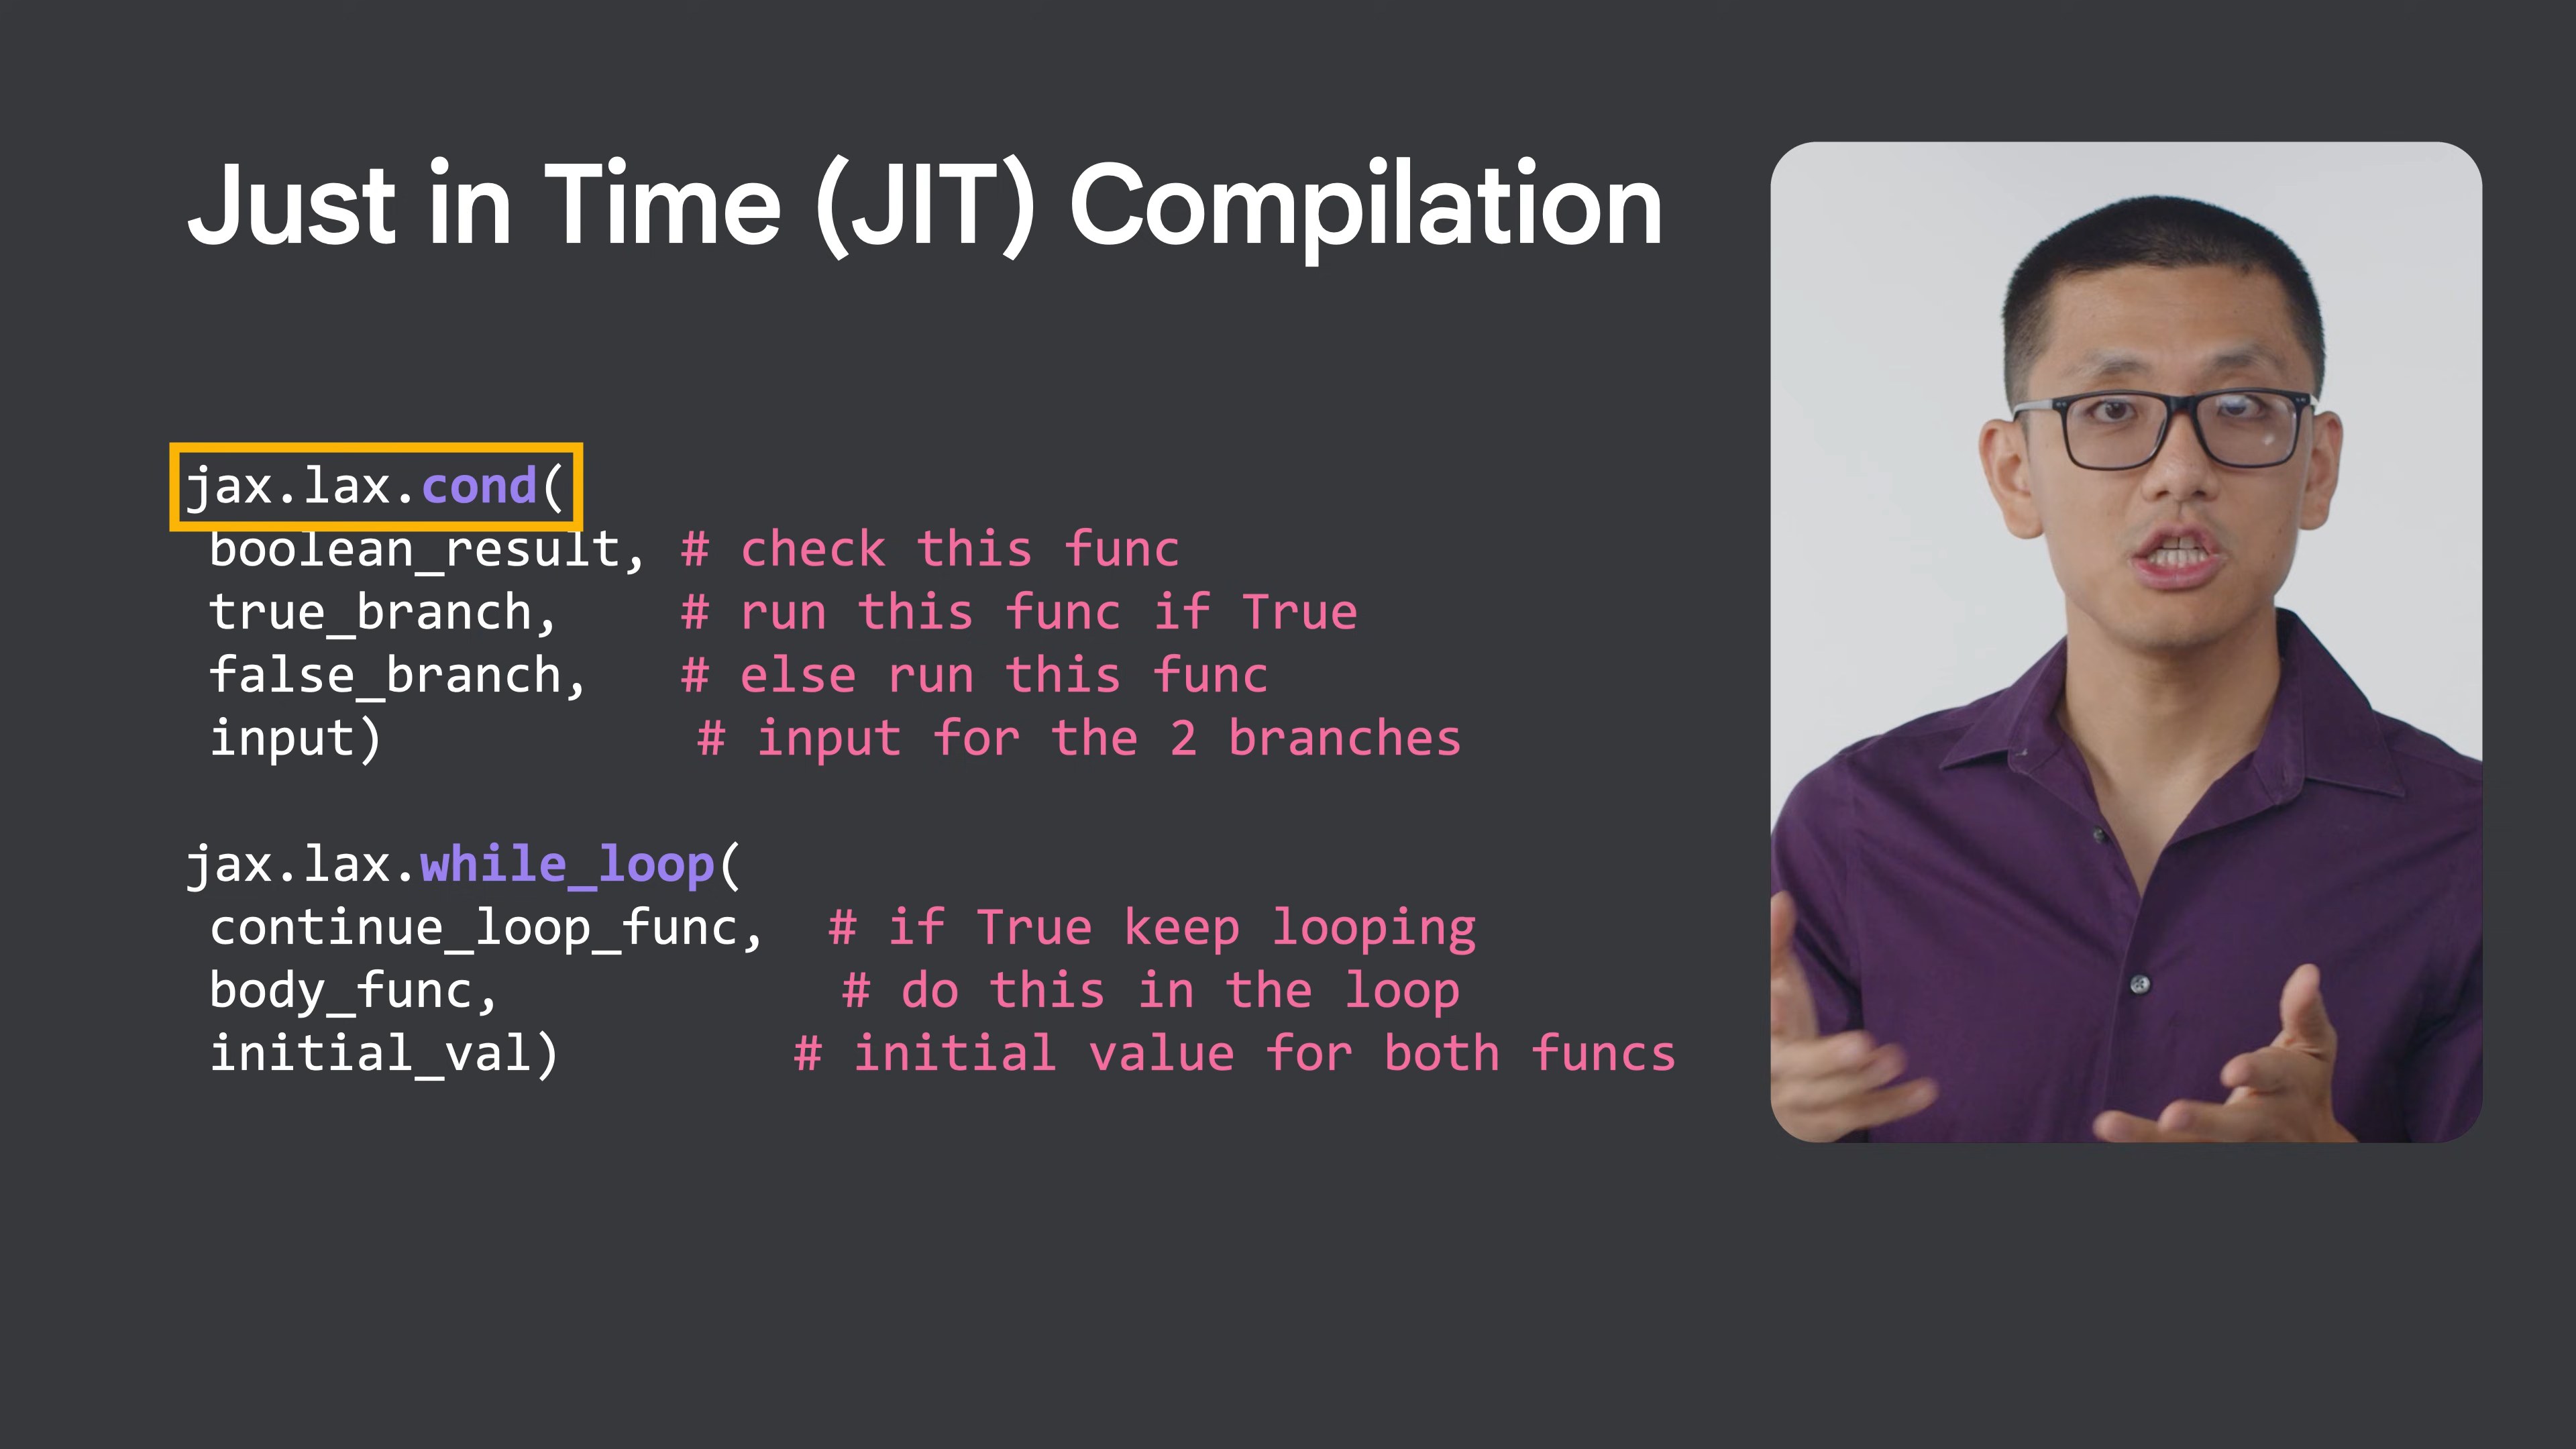 Just in Time (JIT) Compilation
jax.lax.cond(
boolean_result, # check this func
true_branch, # run this func if True
false_branch, # else run this func
input) # input for the 2 branches
jax.lax.while_loop(
continue_loop_func, # if True keep looping
body_func, # do this in the loop
initial_val) # initial value for both funcs